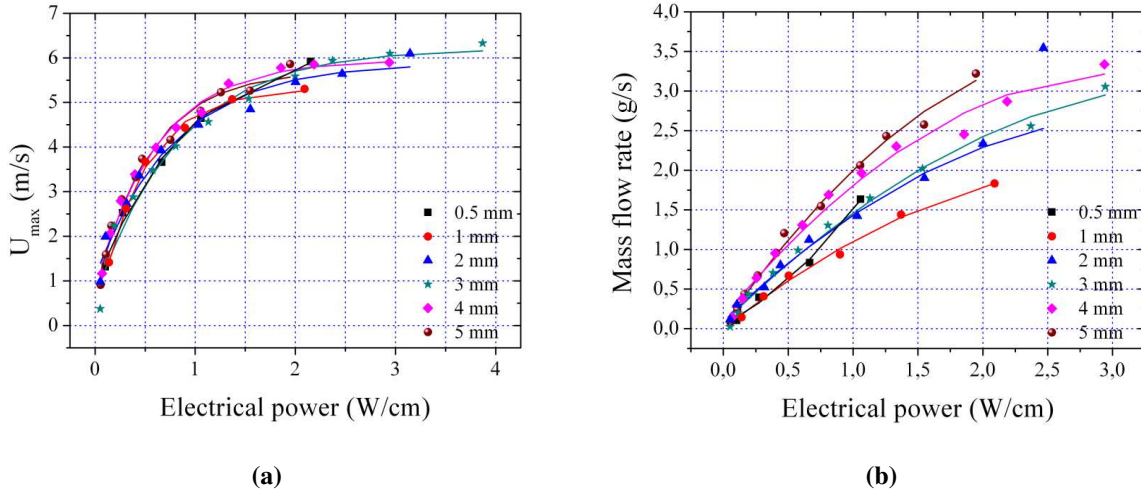 7
6
5
4
3
2
1
0
U_max (m/s)
0 1 2 3 4
Electrical power (W/cm)
0.5 mm
1 mm
2 mm
3 mm
4 mm
5 mm
(a)
4,0
3,5
3,0
2,5
2,0
1,5
1,0
0,5
0,0
Mass flow rate (g/s)
0,0 0,5 1,0 1,5 2,0 2,5 3,0
Electrical power (W/cm)
0.5 mm
1 mm
2 mm
3 mm
4 mm
5 mm
(b)